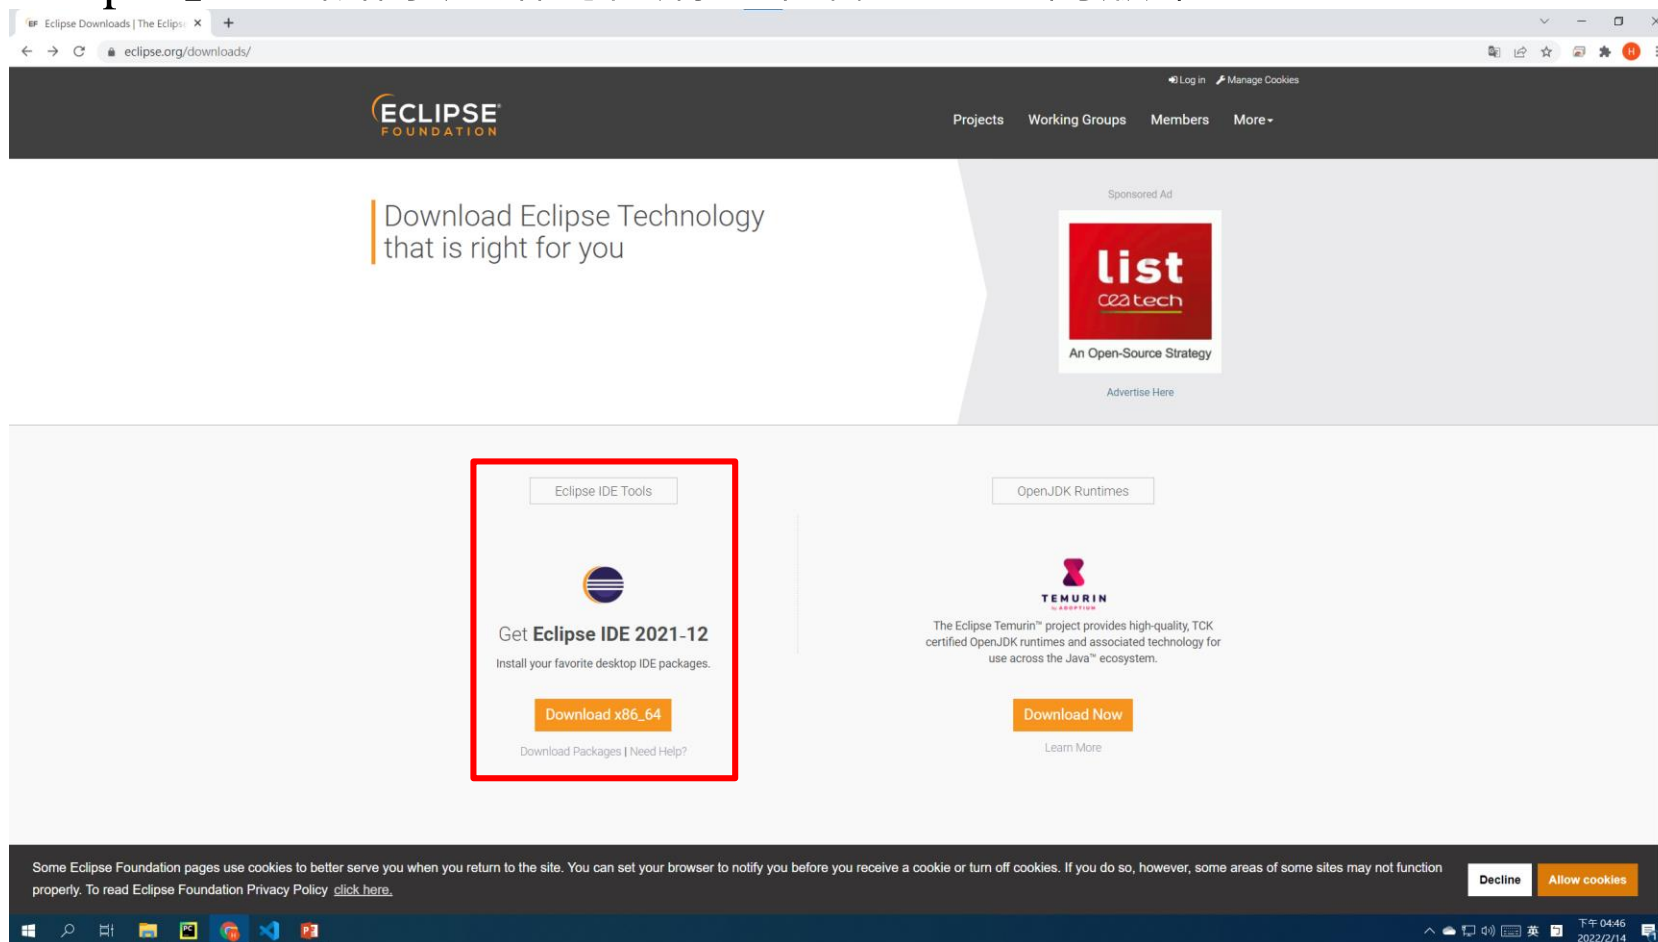 Eclipse Downloads | The Eclips
eclipse.org/downloads/
Log in Manage Cookies
ECLIPSE
FOUNDATION
Projects Working Groups Members More
Download Eclipse Technology
that is right for you
Sponsored Ad
list
ceatech
An Open-Source Strategy
Advertise Here
Eclipse IDE Tools
Get Eclipse IDE 2021-12
Install your favorite desktop IDE packages.
Download x86_64
Download Packages | Need Help?
OpenJDK Runtimes
TEMURIN
by ADOPTIUM
The Eclipse Temurin™ project provides high-quality, TCK
certified OpenJDK runtimes and associated technology for
use across the Java™ ecosystem.
Download Now
Learn More
Some Eclipse Foundation pages use cookies to better serve you when you return to the site. You can set your browser to notify you before you receive a cookie or turn off cookies. If you do so, however, some areas of some sites may not function
properly. To read Eclipse Foundation Privacy Policy click here.
Decline Allow cookies
英
下午 04:46
2022/2/14